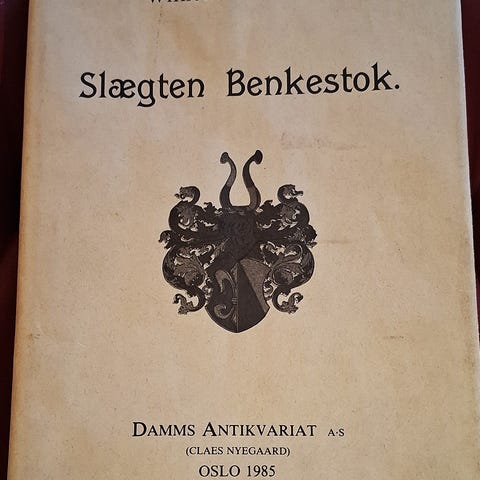 Slægten Benkestok.
DAMMS ANTIKVARIAT A·S
(CLAES NYEGAARD)
OSLO 1985